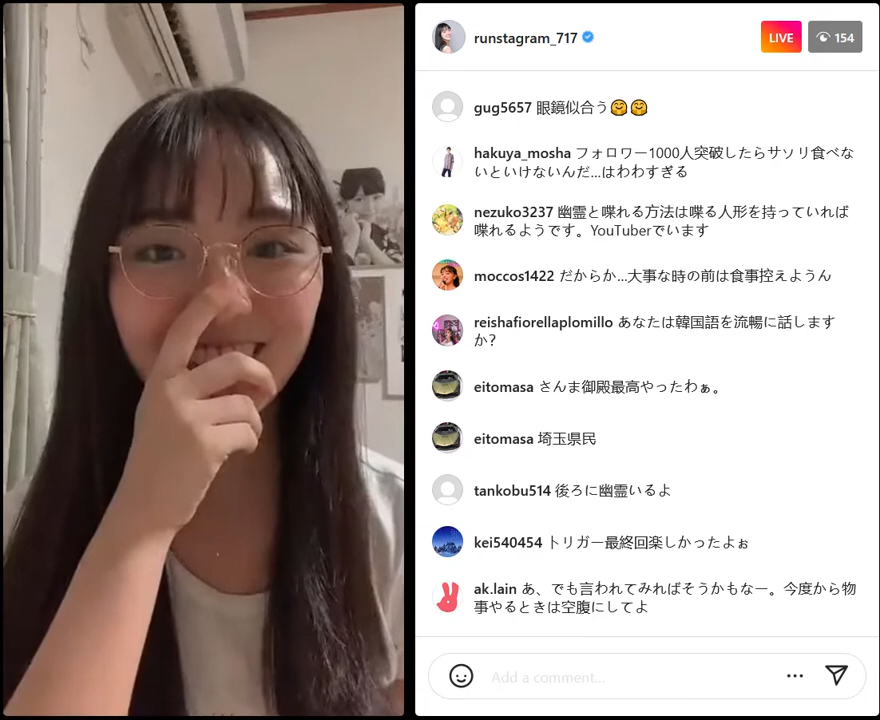 runstagram_717
LIVE
154
gug5657 眼鏡似合う🤗🤗
hakuya_mosha フォロワー1000人突破したらサソリ食べな
いといけないんだ...はわわすぎる
nezuko3237 幽霊と喋れる方法は喋る人形を持っていれば
喋れるようです。YouTuberでいます
moccos1422 だからか...大事な時の前は食事控えようん
reishafiorellaplomillo あなたは韓国語を流暢に話します
か?
eitomasa さんま御殿最高やったわぁ。
eitomasa 埼玉県民
tankobu514 後ろに幽霊いるよ
kei540454 トリガー最終回楽しかったよぉ
ak.lain あ、でも言われてみればそうかもなー。今度から物
事やるときは空腹にしてよ
Add a comment...